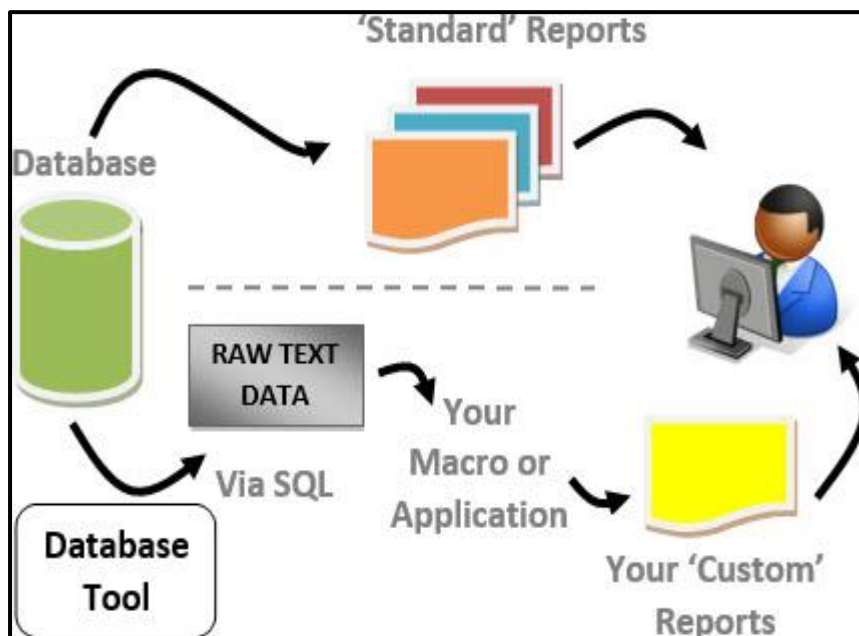 ‘Standard’ Reports
Database
RAW TEXT
DATA
Via SQL
Your
Macro or
Application
Database
Tool
Your ‘Custom’
Reports